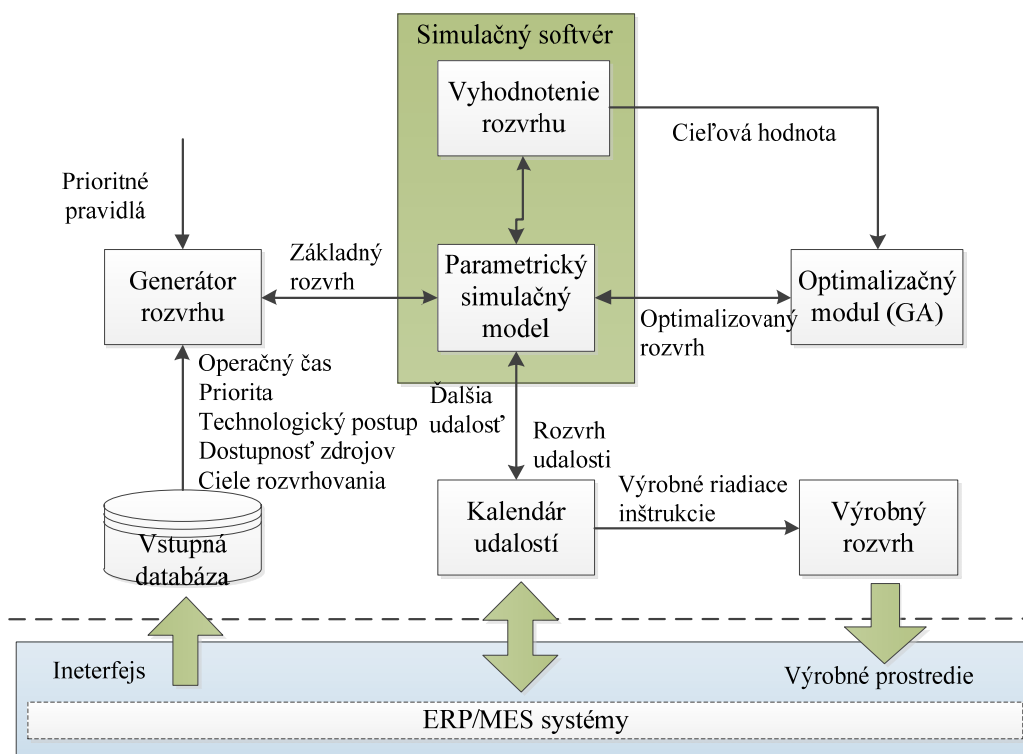 Simulačný softvér
Vyhodnotenie
rozvrhu
Cieľová hodnota
Prioritné
pravidlá
Generátor
rozvrhu
Základný
rozvrh
Parametrický
simulačný
model
Optimalizovaný
rozvrh
Optimalizačný
modul (GA)
Operačný čas
Priorita
Technologický postup
Dostupnosť zdrojov
Ciele rozvrhovania
Ďalšia
udalosť
Rozvrh
udalosti
Vstupná
databáza
Kalendár
udalostí
Výrobné riadiace
inštrukcie
Výrobný
rozvrh
Ineterfejs
Výrobné prostredie
ERP/MES systémy